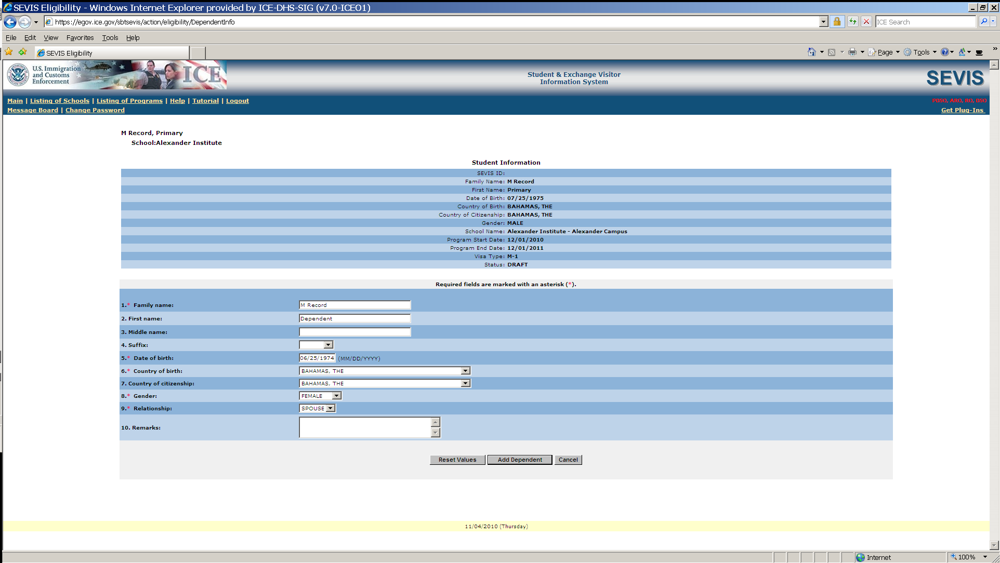 SEVIS Eligibility - Windows Internet Explorer provided by ICE-DHS-SIG (v7.0-ICEO1)
https://egov.ice.gov/sbtsevis/action/eligibility/DependentInfo
ICE Search
File Edit View Favorites Tools Help
SEVIS Eligibility
Page Tools
U.S. Immigration
and Customs
Enforcement
ICE
Student & Exchange Visitor
Information System
SEVIS
Main | Listing of Schools | Listing of Programs | Help | Tutorial | Logout
PDSO, ARO, RO, DSO
Message Board | Change Password
Get Plug-Ins
M Record, Primary
School:Alexander Institute
Student Information
SEVIS ID:
Family Name: M Record
First Name: Primary
Date of Birth: 07/25/1975
Country of Birth: BAHAMAS, THE
Country of Citizenship: BAHAMAS, THE
Gender: MALE
School Name: Alexander Institute - Alexander Campus
Program Start Date: 12/01/2010
Program End Date: 12/01/2011
Visa Type: M-1
Status: DRAFT
Required fields are marked with an asterisk (*).
1.* Family name: M Record
2. First name: Dependent
3. Middle name:
4. Suffix:
5.* Date of birth: 06/25/1974 (MM/DD/YYYY)
6.* Country of birth: BAHAMAS, THE
7. Country of citizenship: BAHAMAS, THE
8.* Gender: FEMALE
9.* Relationship: SPOUSE
10. Remarks:
Reset Values Add Dependent Cancel
11/04/2010 (Thursday)
Internet 100%